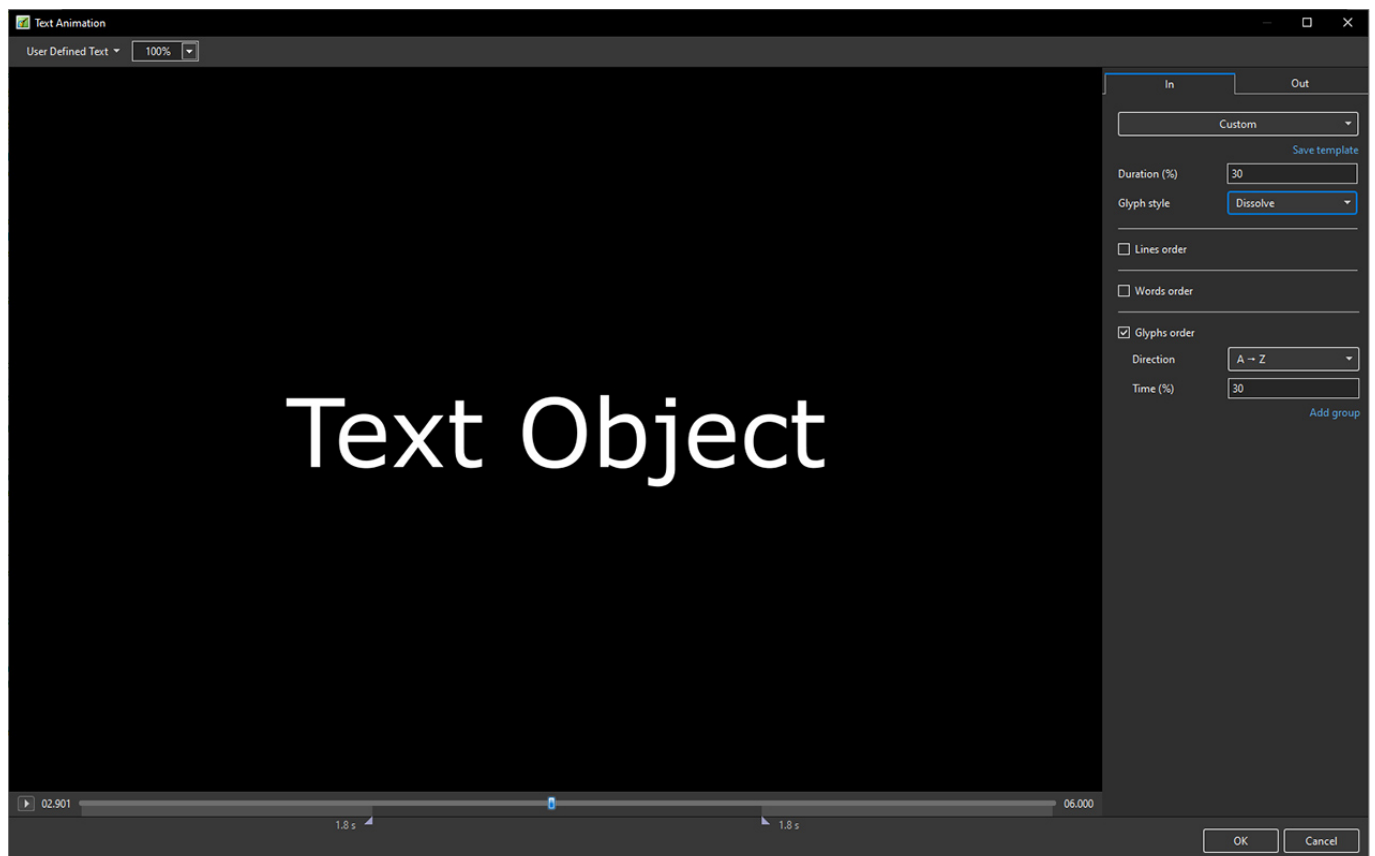 Text Animation
User Defined Text 100%
In Out
Custom
Save template
Duration (%) 30
Glyph style Dissolve
Lines order
Words order
Glyphs order
Direction A → Z
Time (%) 30
Add group
Text Object
02.901 06.000
1.8 s 1.8 s
OK Cancel